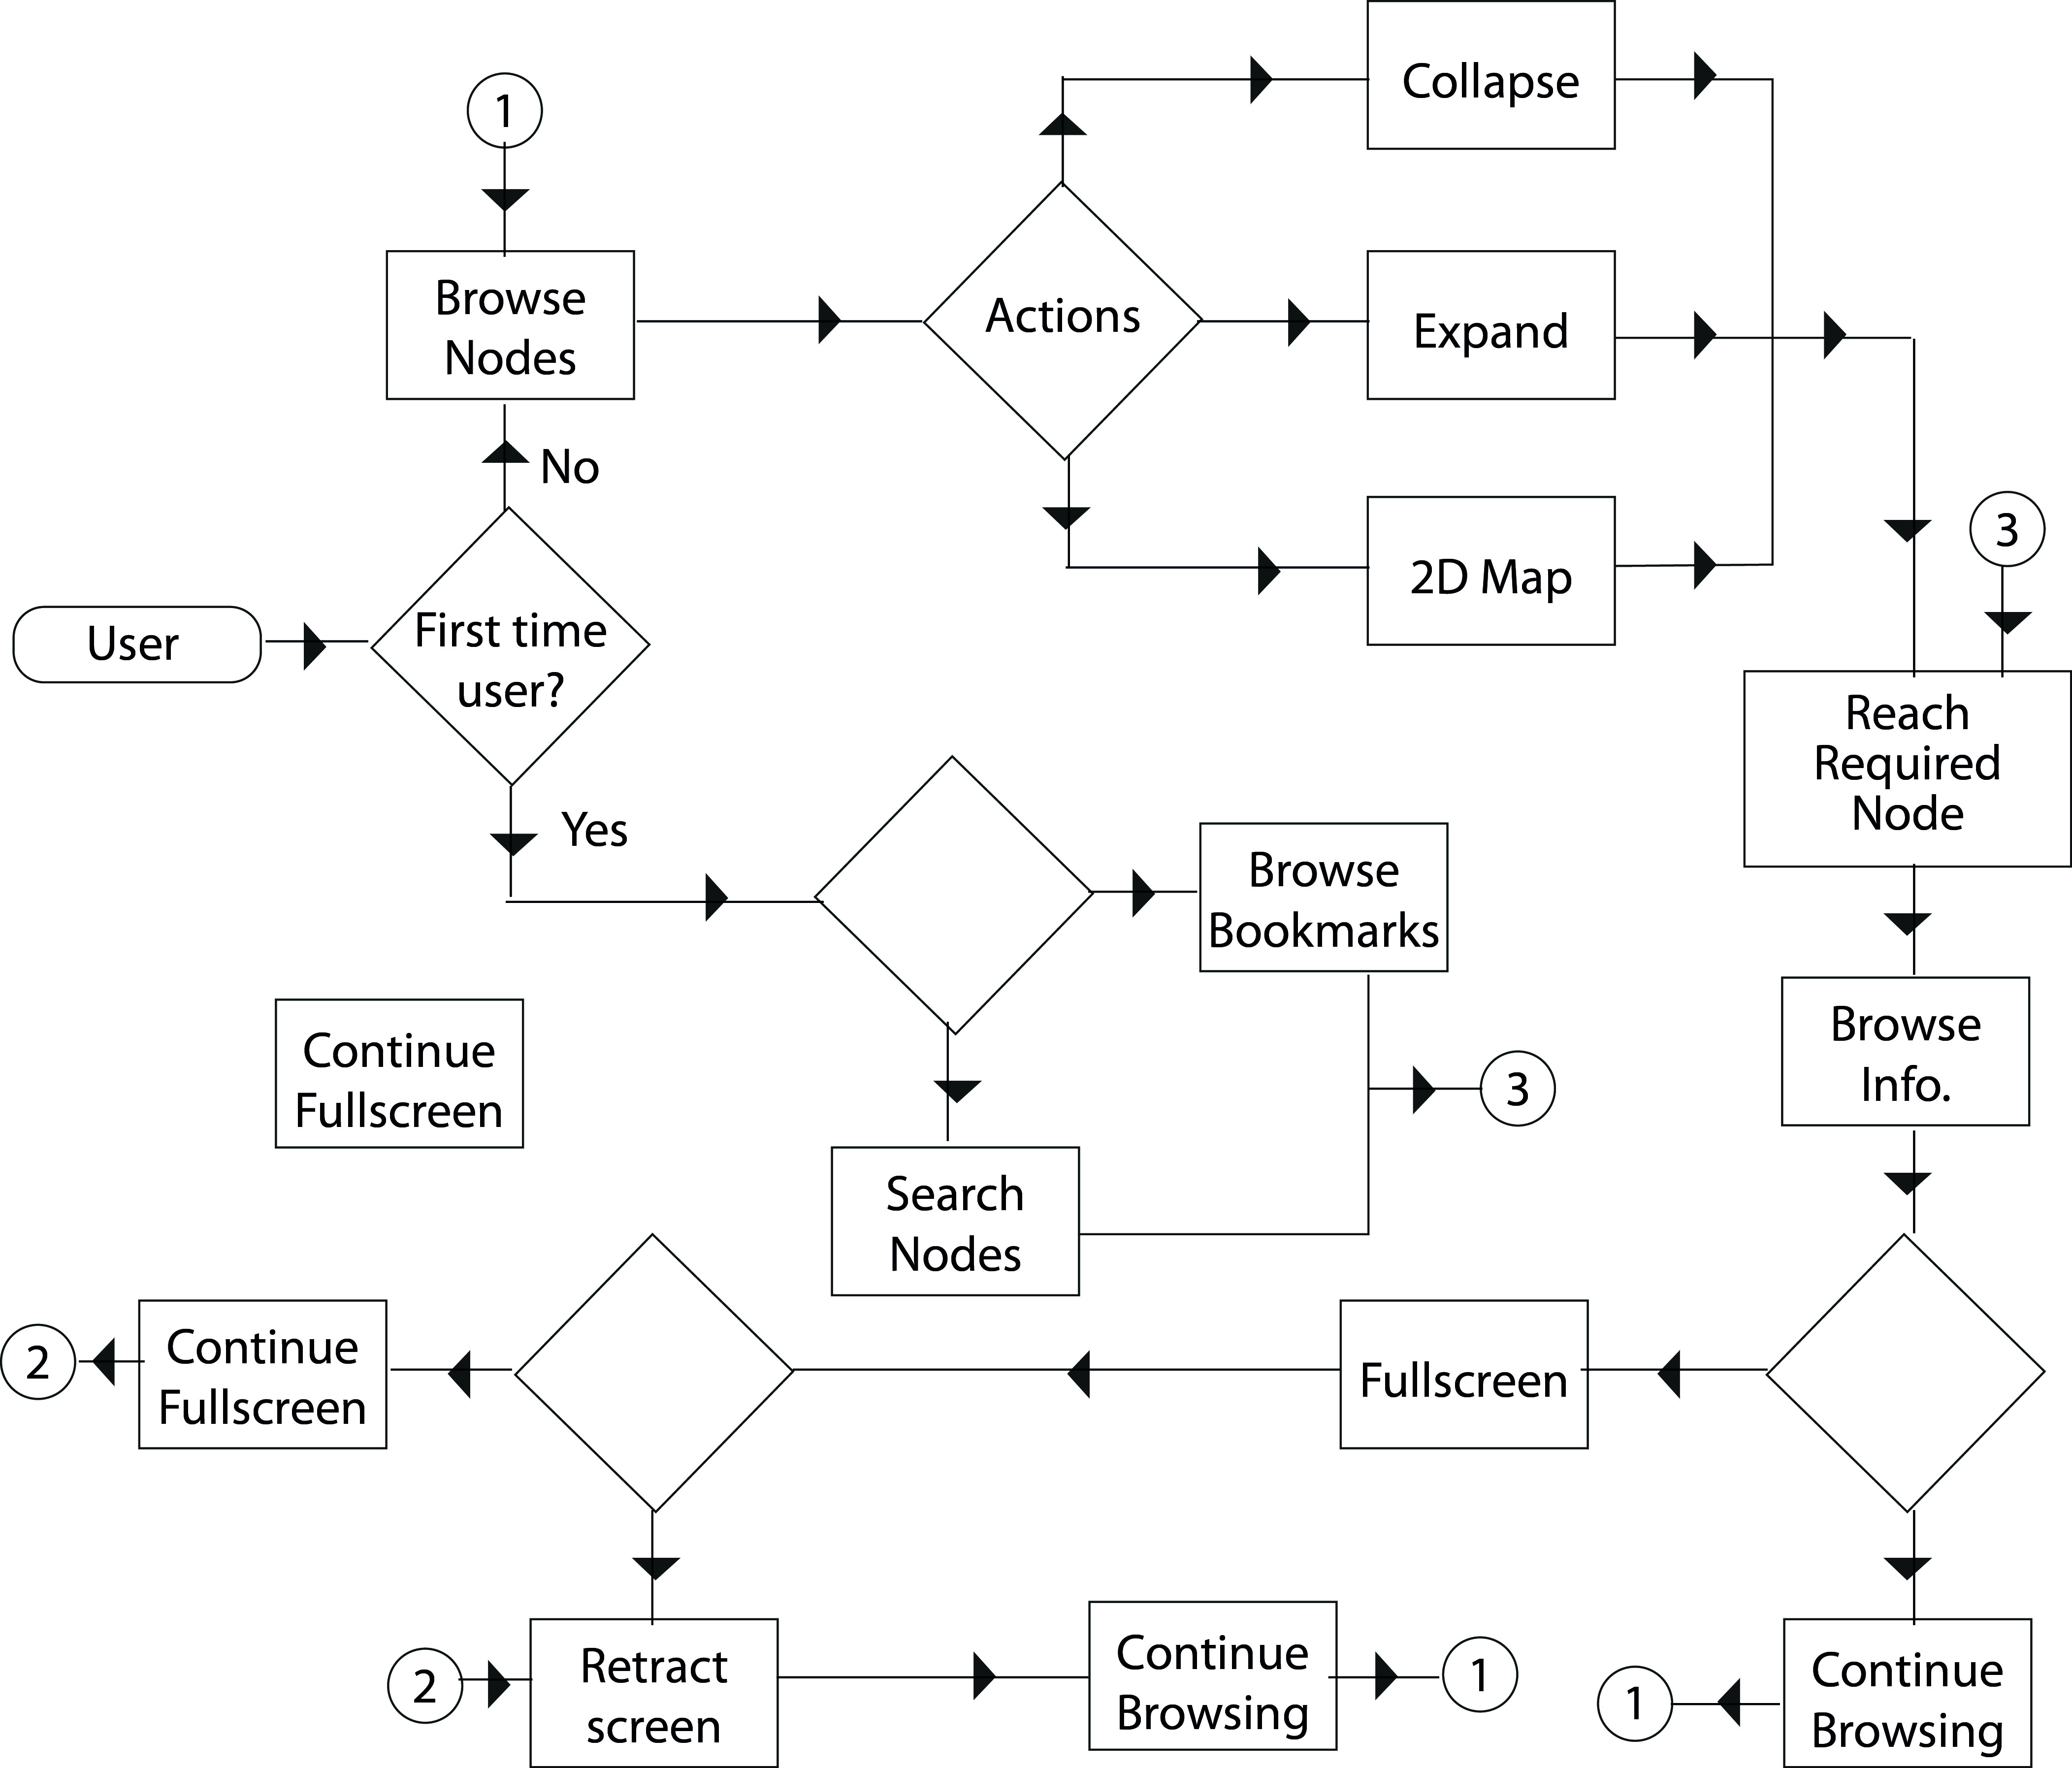 Collapse
1
Browse
Nodes
Actions
Expand
No
3
2D Map
First time
user?
User
Reach
Required
Node
Yes
Browse
Bookmarks
Continue
Fullscreen
3
Browse
Info.
Search
Nodes
2
Continue
Fullscreen
Fullscreen
2
Retract
screen
Continue
Browsing
1
1
Continue
Browsing